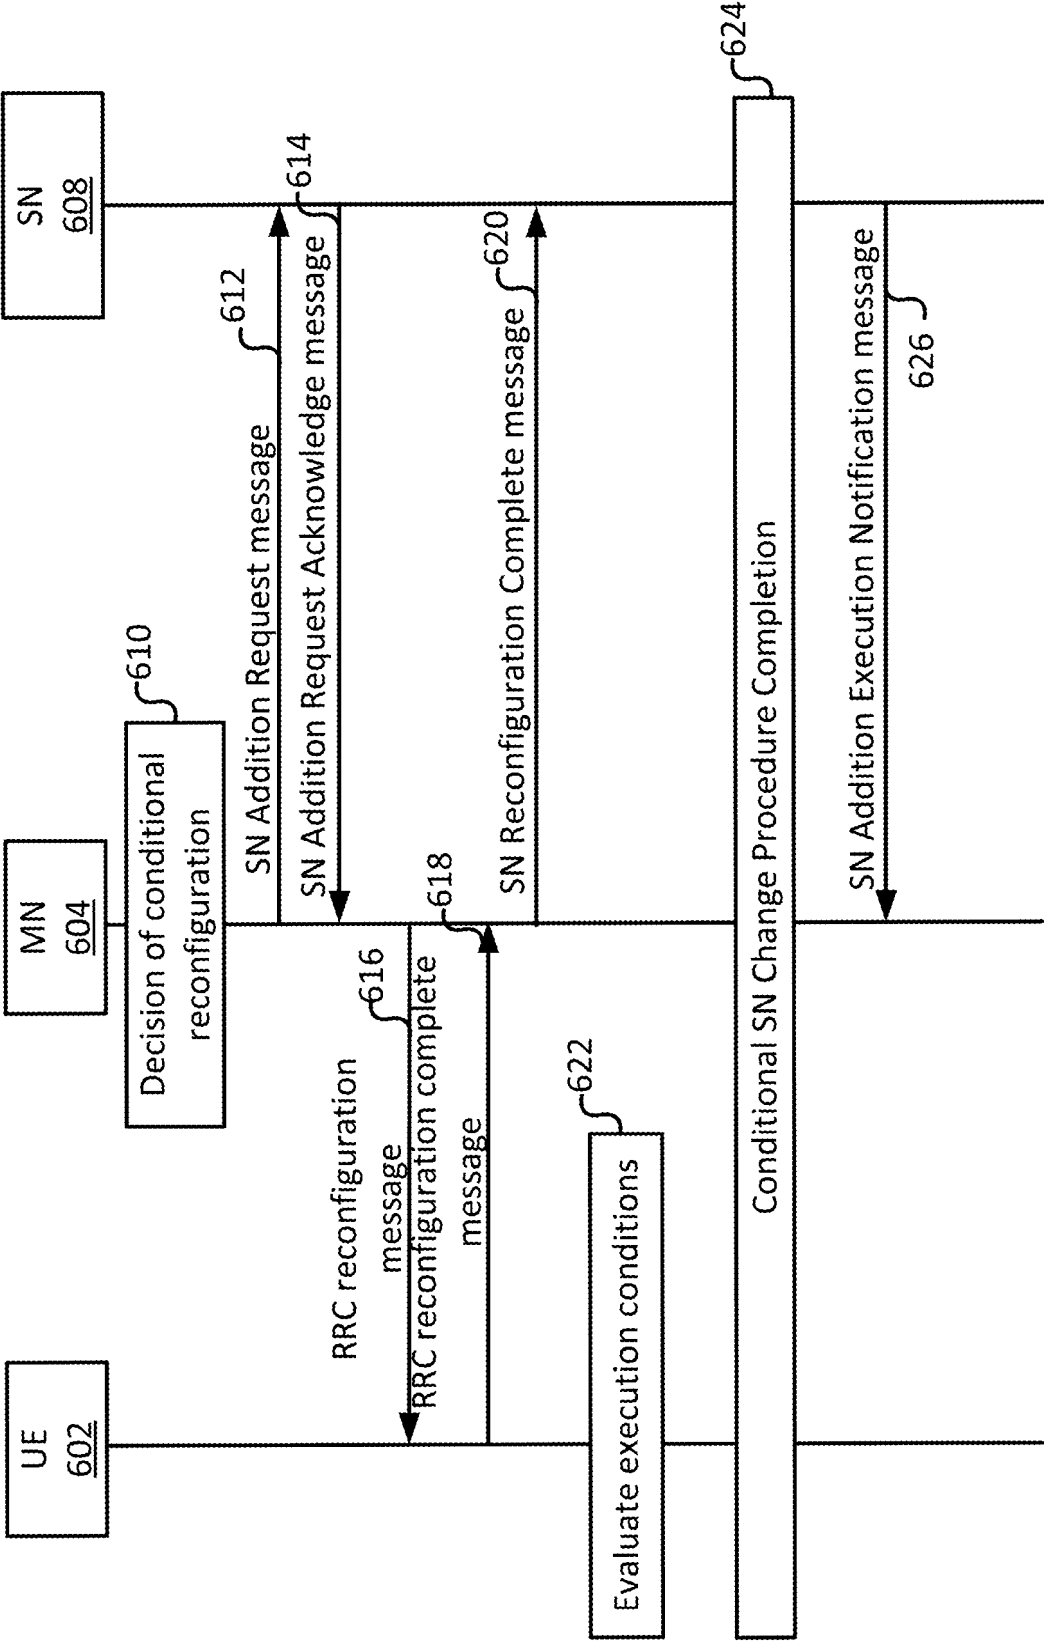 UE
602
MN
604
SN
608
Decision of conditional
reconfiguration
610
SN Addition Request message
612
SN Addition Request Acknowledge message
614
RRC reconfiguration
message
616
RRC reconfiguration complete
message
618
SN Reconfiguration Complete message
620
Evaluate execution conditions
622
Conditional SN Change Procedure Completion
624
SN Addition Execution Notification message
626